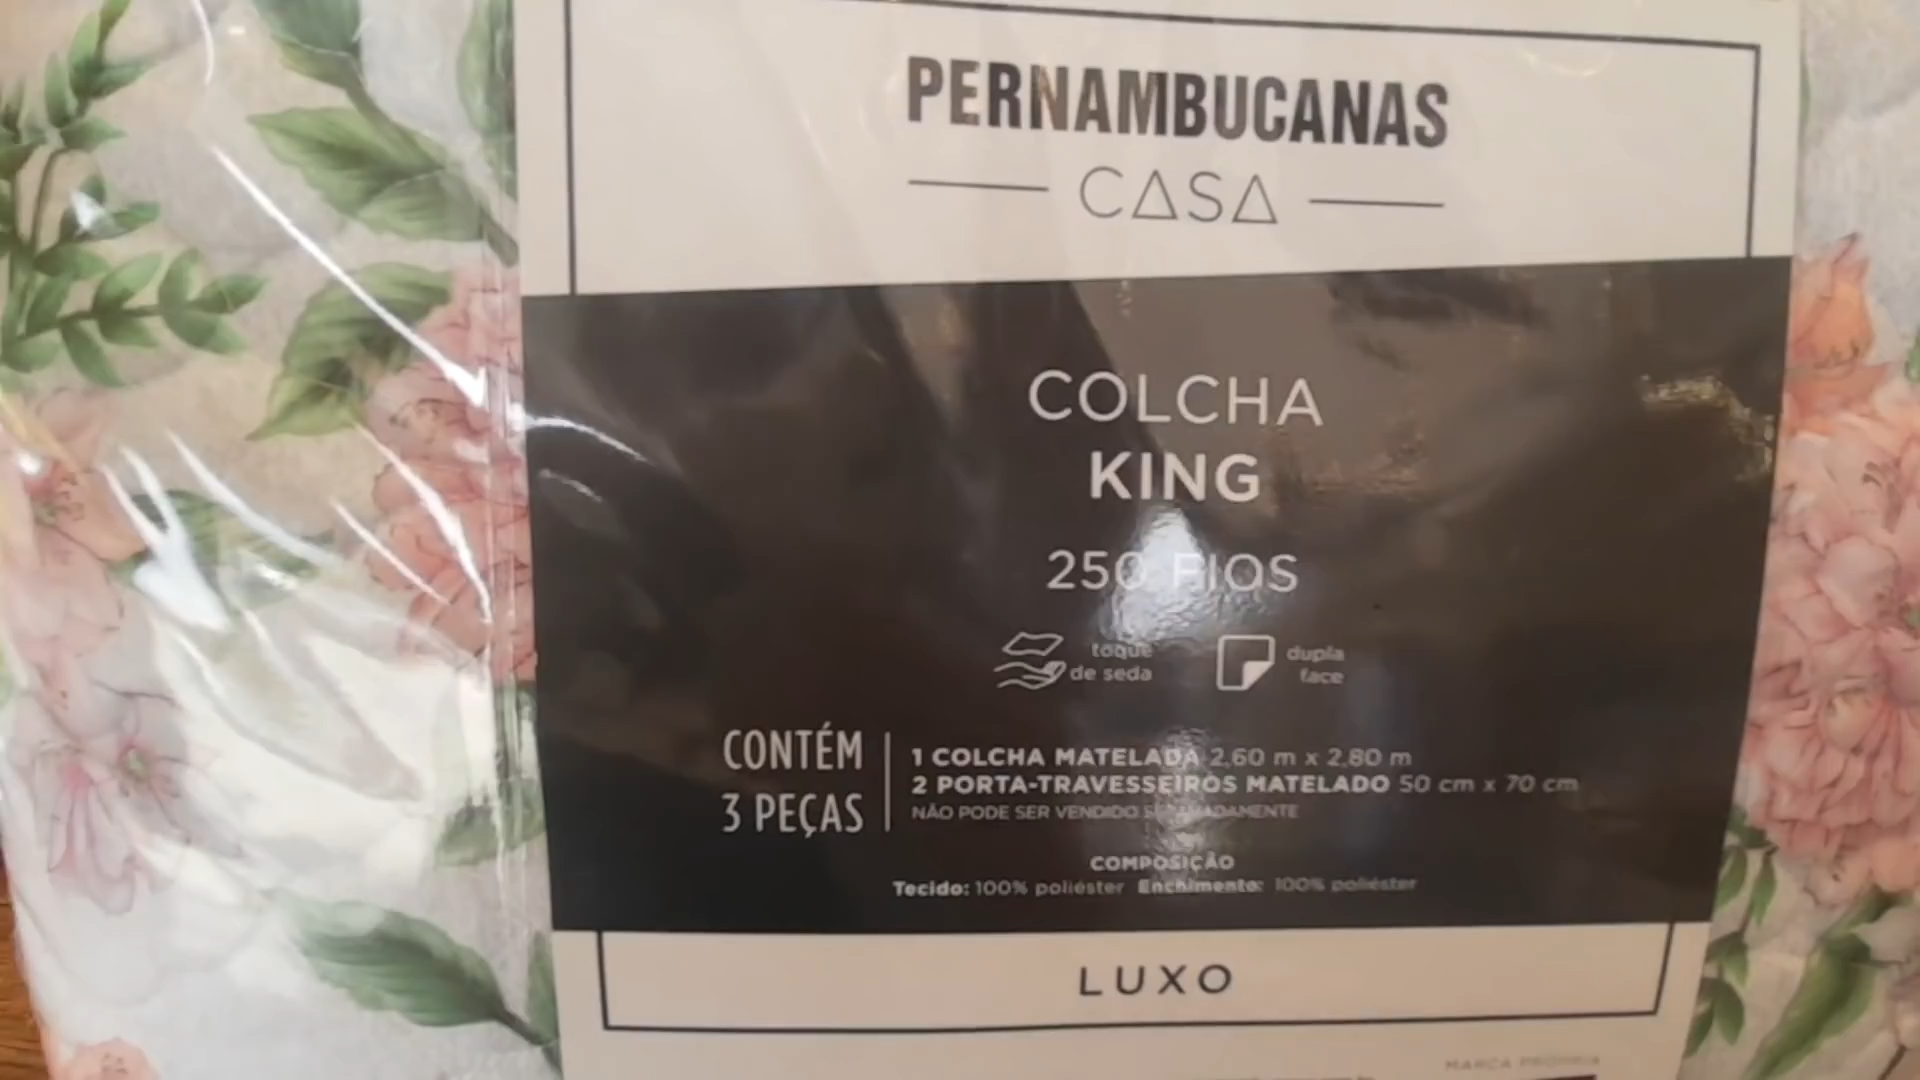 PERNAMBUCANAS
CASA
COLCHA
KING
250 FIOS
toque
de seda
dupla
face
CONTÉM
3 PEÇAS
1 COLCHA MATELADA 2,60 m x 2,80 m
2 PORTA-TRAVESSEIROS MATELADO 50 cm x 70 cm
NÃO PODE SER VENDIDO SEPARADAMENTE
COMPOSIÇÃO
Tecido: 100% poliéster Enchimento: 100% poliéster
LUXO
MARCA PRÓPRIA